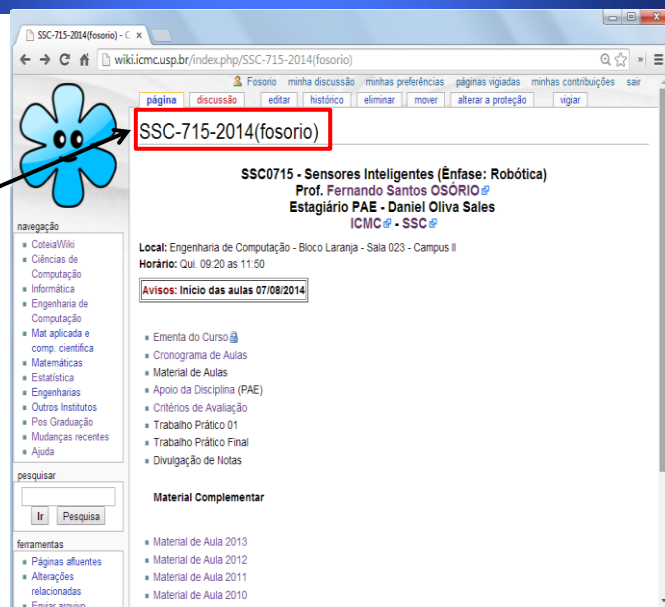 SSC-715-2014(fosorio) - C
wiki.icmc.usp.br/index.php/SSC-715-2014(fosorio)
Fosorio minha discussão minhas preferências páginas vigiadas minhas contribuições sair
página discussão editar histórico eliminar mover alterar a proteção vigiar
SSC-715-2014(fosorio)
SSC0715 - Sensores Inteligentes (Ênfase: Robótica)
Prof. Fernando Santos OSÓRIO
Estagiário PAE - Daniel Oliva Sales
ICMC - SSC
Local: Engenharia de Computação - Bloco Laranja - Sala 023 - Campus II
Horário: Qui. 09:20 as 11:50
Avisos: Início das aulas 07/08/2014
Ementa do Curso
Cronograma de Aulas
Material de Aulas
Apoio da Disciplina (PAE)
Critérios de Avaliação
Trabalho Prático 01
Trabalho Prático Final
Divulgação de Notas
Material Complementar
Material de Aula 2013
Material de Aula 2012
Material de Aula 2011
Material de Aula 2010
navegação
CoteiaWiki
Ciências de
Computação
Informática
Engenharia de
Computação
Mat aplicada e
comp. cientifica
Matemáticas
Estatística
Engenharias
Outros Institutos
Pos Graduação
Mudanças recentes
Ajuda
pesquisar
Ir Pesquisa
ferramentas
Páginas afluentes
Alterações
relacionadas
Enviar arquivo